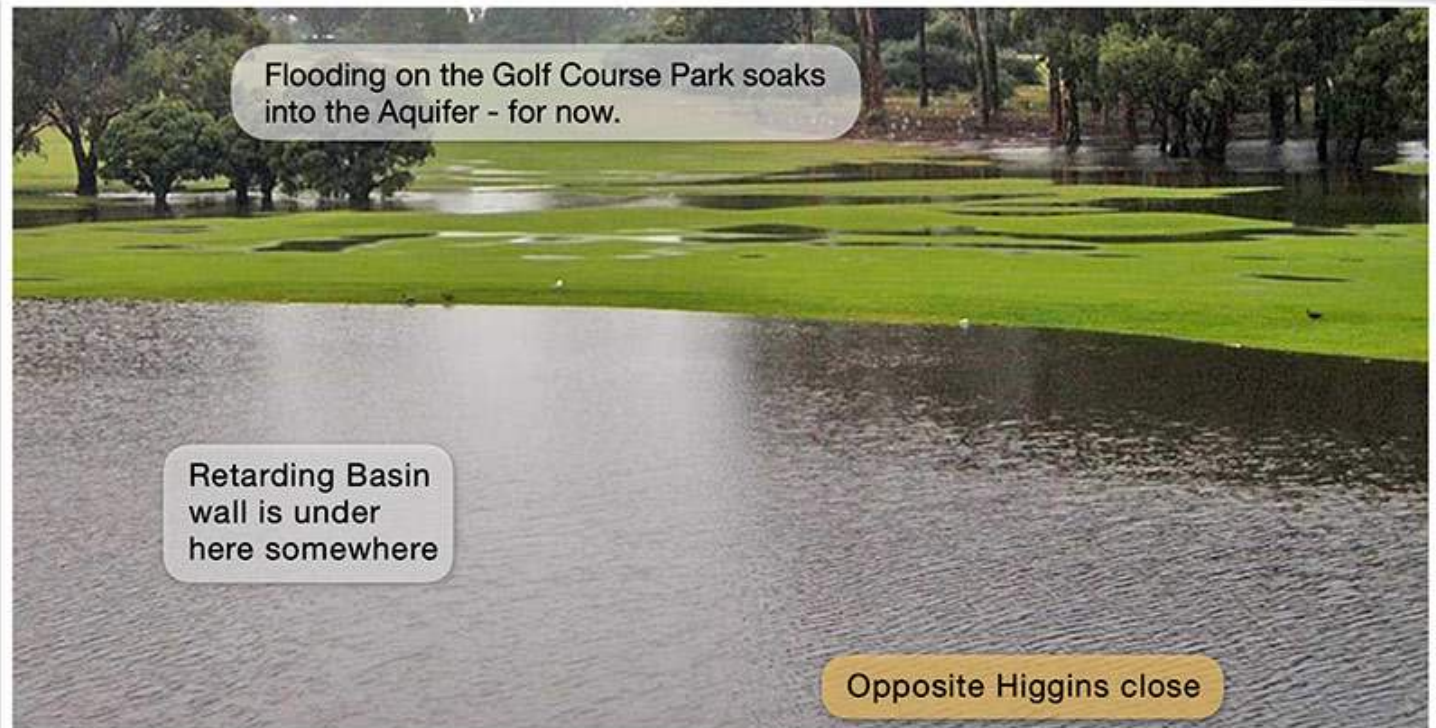 Flooding on the Golf Course Park soaks
into the Aquifer - for now.
Retarding Basin
wall is under
here somewhere
Opposite Higgins close